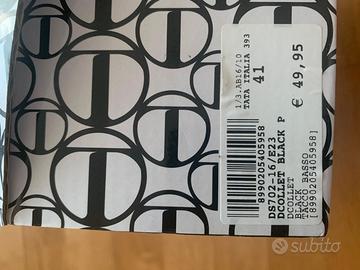 1/3.AB16/10
TATA ITALIA 393
41
€ 49,95
8990205405958
DS702-16/E23
DCOLLET BLACK P
DCOLLET
BLACK
TACCO BASSO
[8990205405958]
subito